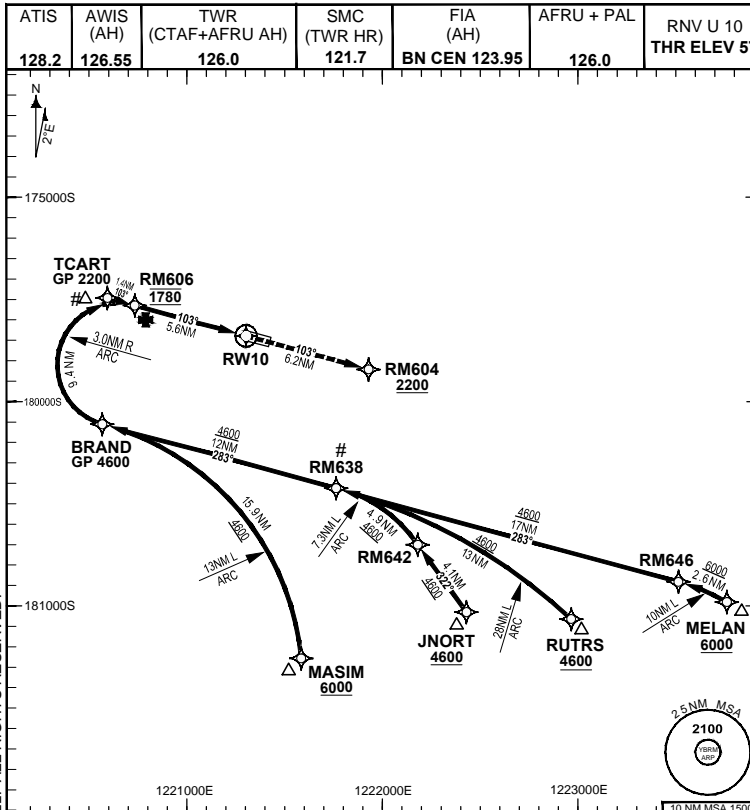 ATIS
128.2
AWIS
(AH)
126.55
TWR
(CTAF+AFRU AH)
126.0
SMC
(TWR HR)
121.7
FIA
(AH)
BN CEN 123.95
AFRU + PAL
126.0
RNV U 10
THR ELEV 57
N
2°E
175000S
TCART
GP 2200
#
1.4NM
103°
RM606
1780
103°
5.6NM
RW10
103°
6.2NM
RM604
2200
3.0NM R
ARC
9.4NM
180000S
BRAND
GP 4600
4600
12NM
283°
#
RM638
4600
17NM
283°
15.9NM
4600
13NM L
ARC
7.3NM L
ARC
4.9NM
4600
4600
13NM
RM642
4.1NM
322°
4600
28NM L
ARC
RM646
6000
2.6NM
10NM L
ARC
MELAN
6000
181000S
JNORT
4600
RUTRS
4600
MASIM
6000
25NM MSA
2100
YBRM
ARP
10 NM MSA 1500
1221000E
1222000E
1223000E